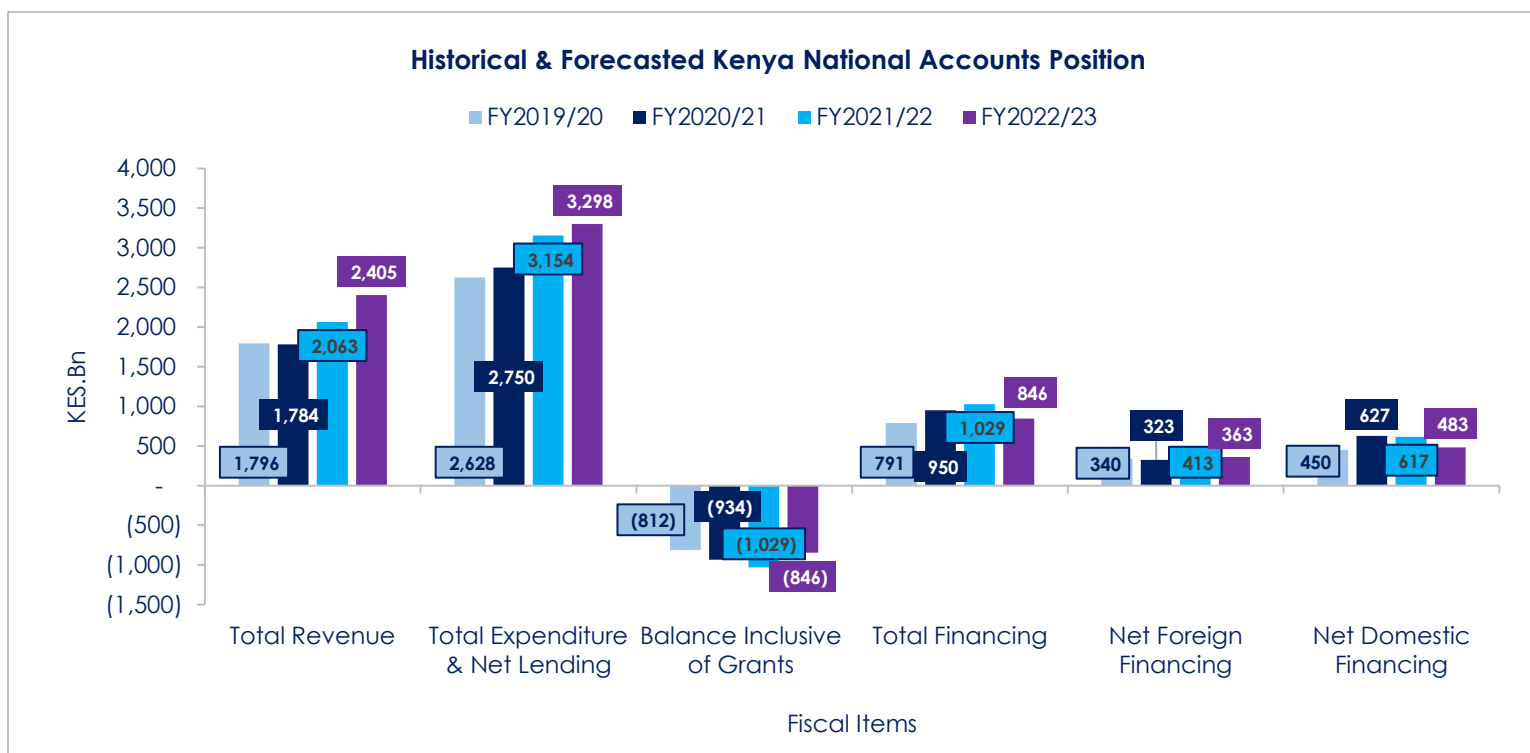 Historical & Forecasted Kenya National Accounts Position
FY2019/20 FY2020/21 FY2021/22 FY2022/23
KES.Bn
4,000
3,500
3,000
2,500
2,000
1,500
1,000
500
-
(500)
(1,000)
(1,500)
1,796
1,784
2,063
2,405
2,628
2,750
3,154
3,298
(812)
(934)
(1,029)
(846)
791
950
1,029
846
340
323
413
363
450
627
617
483
Total Revenue
Total Expenditure
& Net Lending
Balance Inclusive
of Grants
Total Financing
Net Foreign
Financing
Net Domestic
Financing
Fiscal Items